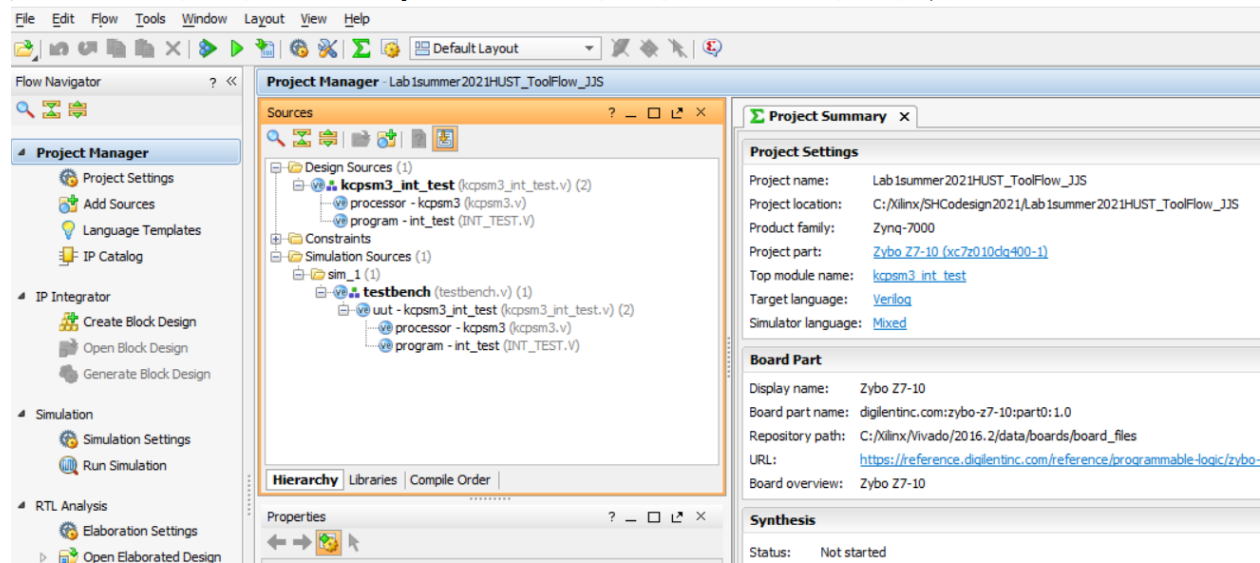 File Edit Flow Tools Window Layout View Help
Default Layout
Flow Navigator ? «
Project Manager
Project Settings
Add Sources
Language Templates
IP Catalog
IP Integrator
Create Block Design
Open Block Design
Generate Block Design
Simulation
Simulation Settings
Run Simulation
RTL Analysis
Elaboration Settings
Open Elaborated Design
Project Manager - Lab1summer2021HUST_ToolFlow_JJS
Sources
Design Sources (1)
kcpsm3_int_test (kcpsm3_int_test.v) (2)
processor - kcpsm3 (kcpsm3.v)
program - int_test (INT_TEST.V)
Constraints
Simulation Sources (1)
sim_1 (1)
testbench (testbench.v) (1)
uut - kcpsm3_int_test (kcpsm3_int_test.v) (2)
processor - kcpsm3 (kcpsm3.v)
program - int_test (INT_TEST.V)
Hierarchy Libraries Compile Order
Properties
Σ Project Summary X
Project Settings
Project name: Lab1summer2021HUST_ToolFlow_JJS
Project location: C:/Xilinx/SHCodesign2021/Lab1summer2021HUST_ToolFlow_JJS
Product family: Zynq-7000
Project part: Zybo Z7-10 (xc7z010clg400-1)
Top module name: kcpsm3_int_test
Target language: Verilog
Simulator language: Mixed
Board Part
Display name: Zybo Z7-10
Board part name: digilentinc.com:zybo-z7-10:part0:1.0
Repository path: C:/Xilinx/Vivado/2016.2/data/boards/board_files
URL: https://reference.digilentinc.com/reference/programmable-logic/zybo-
Board overview: Zybo Z7-10
Synthesis
Status: Not started